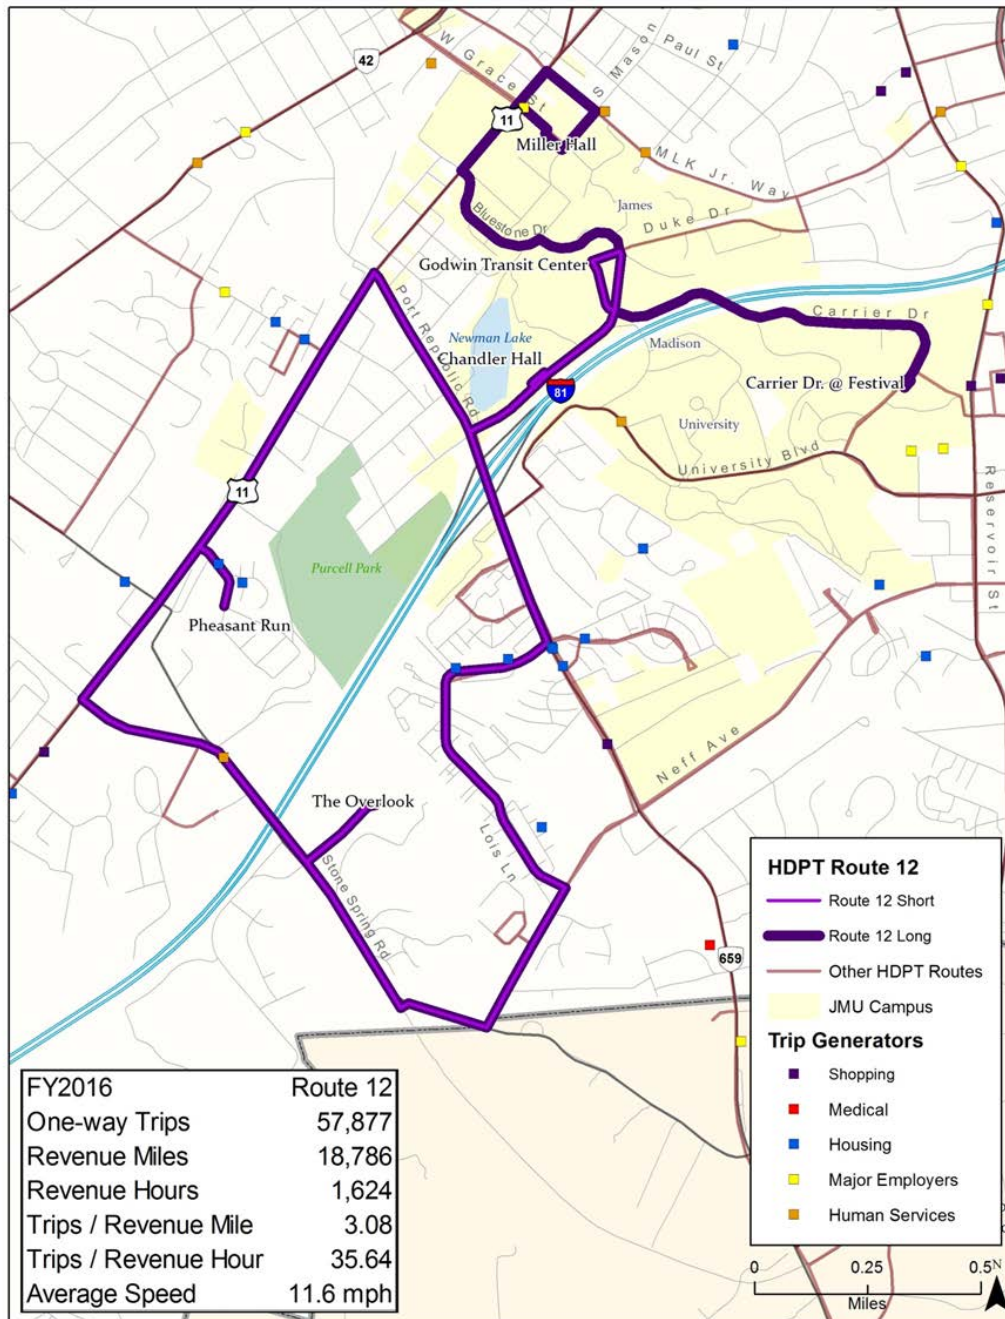 42
W Grace St
S Mason
Paul St
11
Miller Hall
MLK Jr. Way
James
Bluestone Dr
Duke Dr
Godwin Transit Center
Port Republic Rd
Newman Lake
Chandler Hall
Madison
Carrier Dr
81
Carrier Dr. @ Festival
University
University Blvd
11
Reservoir St
Purcell Park
Pheasant Run
Neff Ave
The Overlook
Lois Ln
Stone Spring Rd
659
HDPT Route 12
Route 12 Short
Route 12 Long
Other HDPT Routes
JMU Campus
Trip Generators
Shopping
Medical
Housing
Major Employers
Human Services
0 0.25 0.5
Miles
N
FY2016 Route 12
One-way Trips 57,877
Revenue Miles 18,786
Revenue Hours 1,624
Trips / Revenue Mile 3.08
Trips / Revenue Hour 35.64
Average Speed 11.6 mph